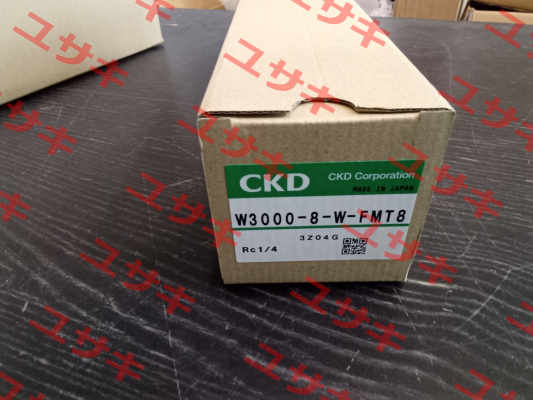 CKD
CKD Corporation
MADE IN JAPAN
W3000-8-W-FMT8
3Z04G
Rc1/4
ユサキ